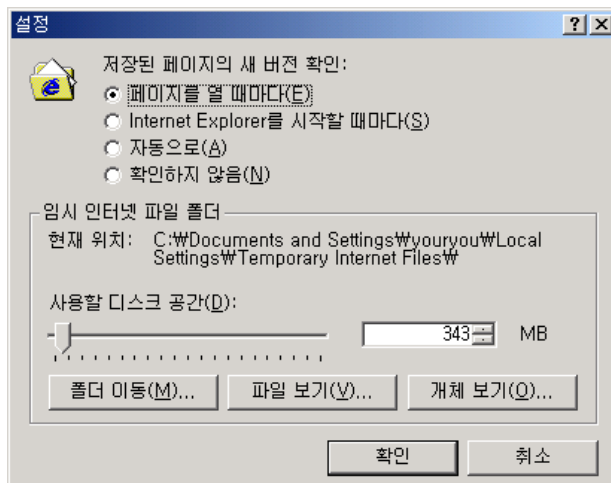 설정
저장된 페이지의 새 버전 확인:
페이지를 열 때마다(E)
Internet Explorer를 시작할 때마다(S)
자동으로(A)
확인하지 않음(N)
임시 인터넷 파일 폴더
현재 위치: C:₩Documents and Settings₩youryou₩Local
Settings₩Temporary Internet Files₩
사용할 디스크 공간(D):
343 MB
폴더 이동(M)... 파일 보기(V)... 개체 보기(O)...
확인 취소